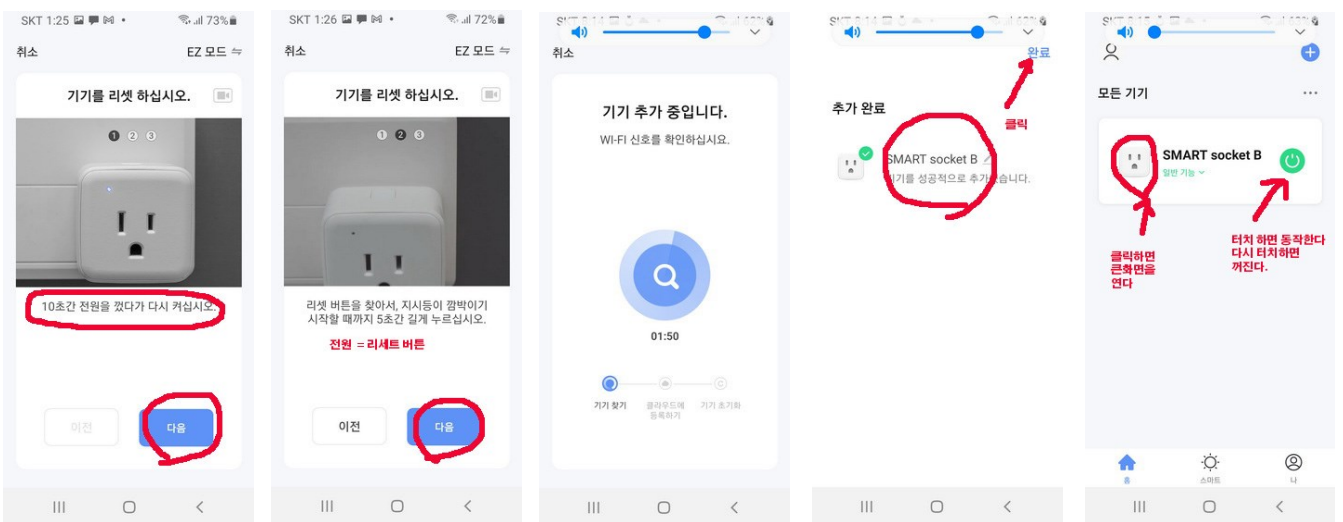 SKT 1:25 73%
취소 EZ 모드
기기를 리셋 하십시오.
1 2 3
10초간 전원을 껐다가 다시 켜십시오.
이전 다음
SKT 1:26 72%
취소 EZ 모드
기기를 리셋 하십시오.
1 2 3
리셋 버튼을 찾아서, 지시등이 깜박이기
시작할 때까지 5초간 길게 누르십시오.
전원 = 리세트 버튼
이전 다음
취소
기기 추가 중입니다.
WI-FI 신호를 확인하십시오.
01:50
기기 찾기 클라우드에 기기 초기화
등록하기
완료
클릭
추가 완료
SMART socket B
기기를 성공적으로 추가했습니다.
모든 기기
SMART socket B
일반 기능
클릭하면
큰화면을
연다
터치 하면 동작한다
다시 터치하면
꺼진다.
홈 스마트 나